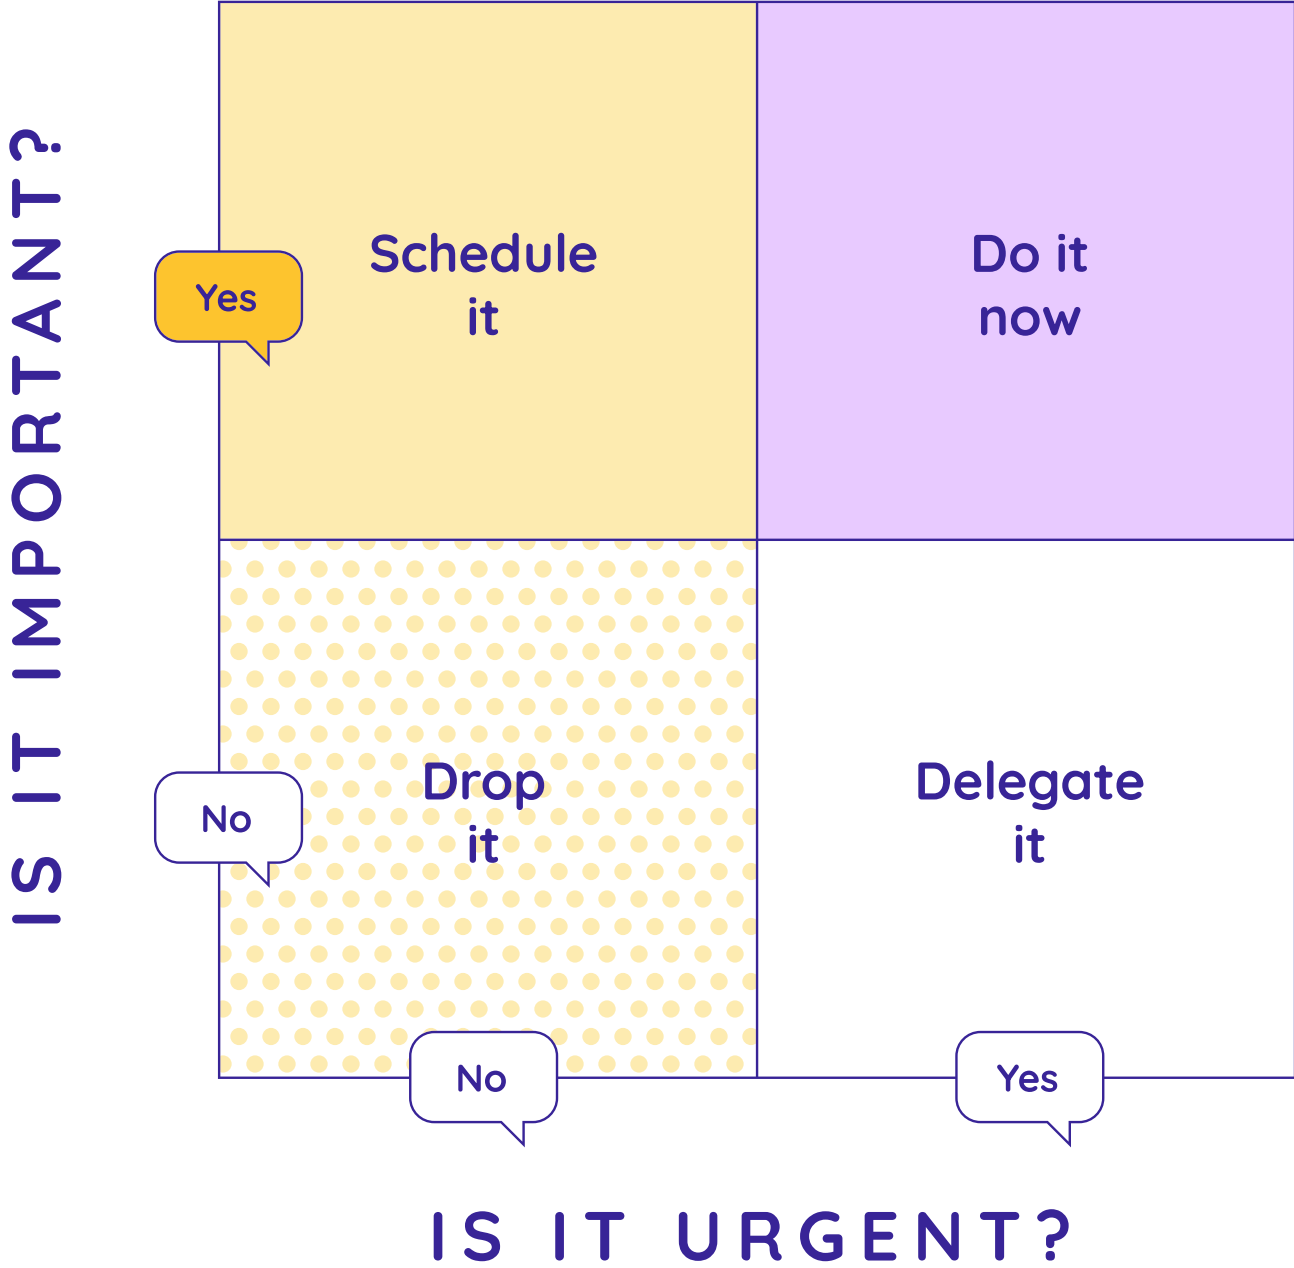 IS IT IMPORTANT?
Yes
Schedule
it
Do it
now
No
Drop
it
Delegate
it
No
Yes
IS IT URGENT?